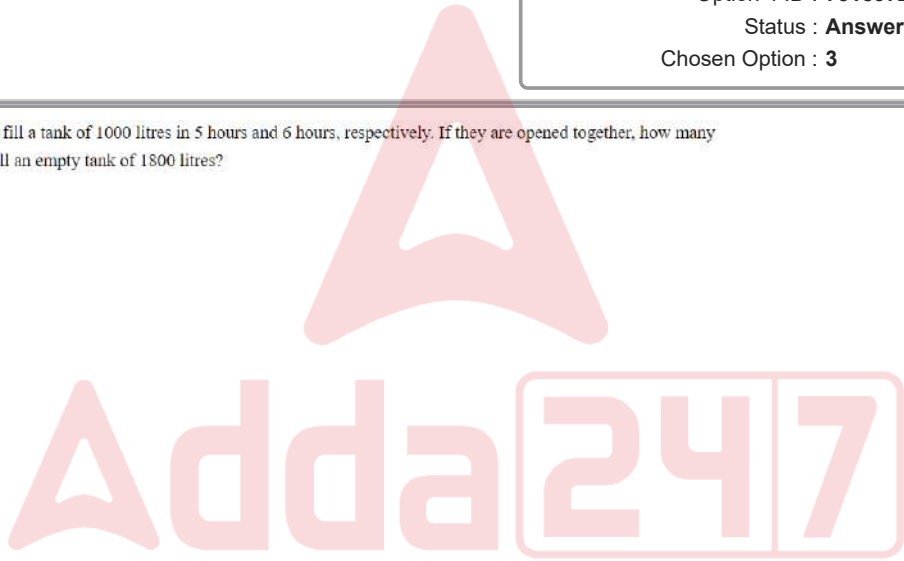 Status : Answer
Chosen Option : 3
fill a tank of 1000 litres in 5 hours and 6 hours, respectively. If they are opened together, how many
an empty tank of 1800 litres?
Adda247